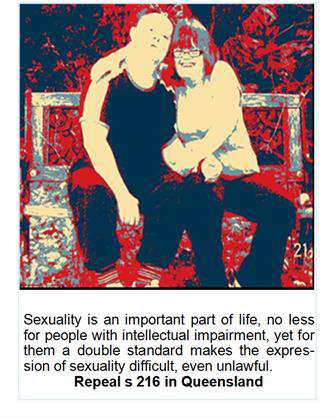 21
Sexuality is an important part of life, no less
for people with intellectual impairment, yet for
them a double standard makes the expres-
sion of sexuality difficult, even unlawful.
Repeal s 216 in Queensland